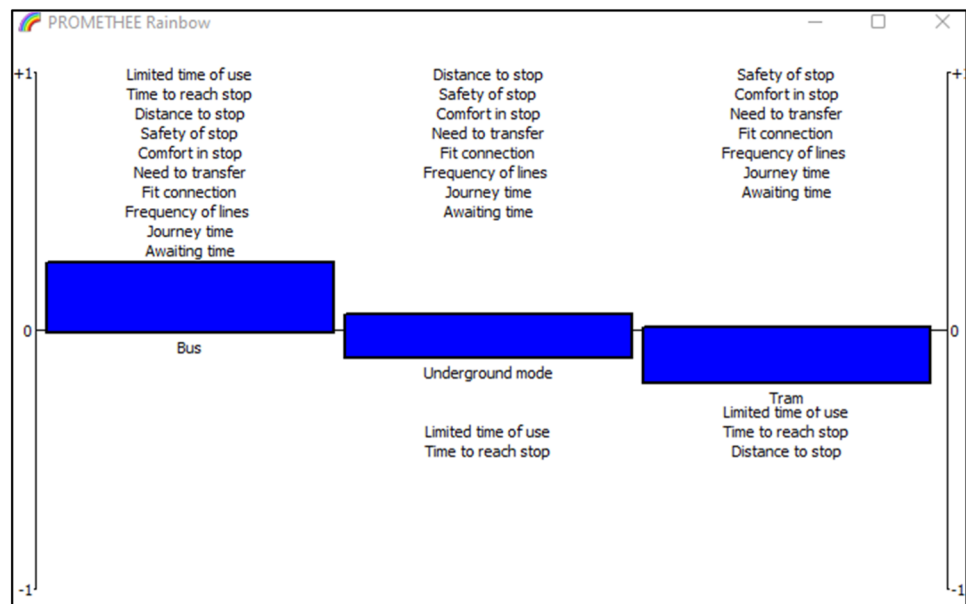 PROMETHEE Rainbow
+1
Limited time of use
Time to reach stop
Distance to stop
Safety of stop
Comfort in stop
Need to transfer
Fit connection
Frequency of lines
Journey time
Awaiting time
Bus
Distance to stop
Safety of stop
Comfort in stop
Need to transfer
Fit connection
Frequency of lines
Journey time
Awaiting time
Underground mode
Limited time of use
Time to reach stop
Safety of stop
Comfort in stop
Need to transfer
Fit connection
Frequency of lines
Journey time
Awaiting time
Tram
Limited time of use
Time to reach stop
Distance to stop
+1
0
0
-1
-1